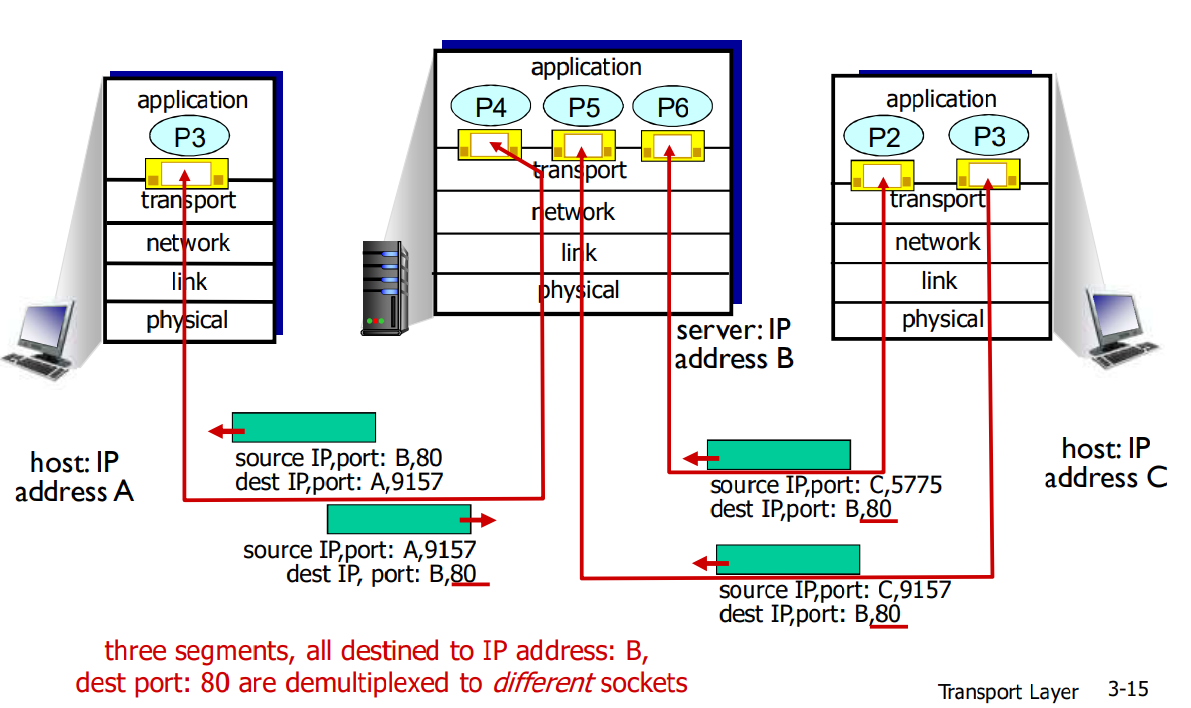 application
P3
transport
network
link
physical
host: IP
address A
application
P4 P5 P6
transport
network
link
physical
server: IP
address B
application
P2 P3
transport
network
link
physical
host: IP
address C
source IP,port: B,80
dest IP,port: A,9157
source IP,port: A,9157
dest IP, port: B,80
source IP,port: C,5775
dest IP,port: B,80
source IP,port: C,9157
dest IP,port: B,80
three segments, all destined to IP address: B,
dest port: 80 are demultiplexed to different sockets
Transport Layer 3-15